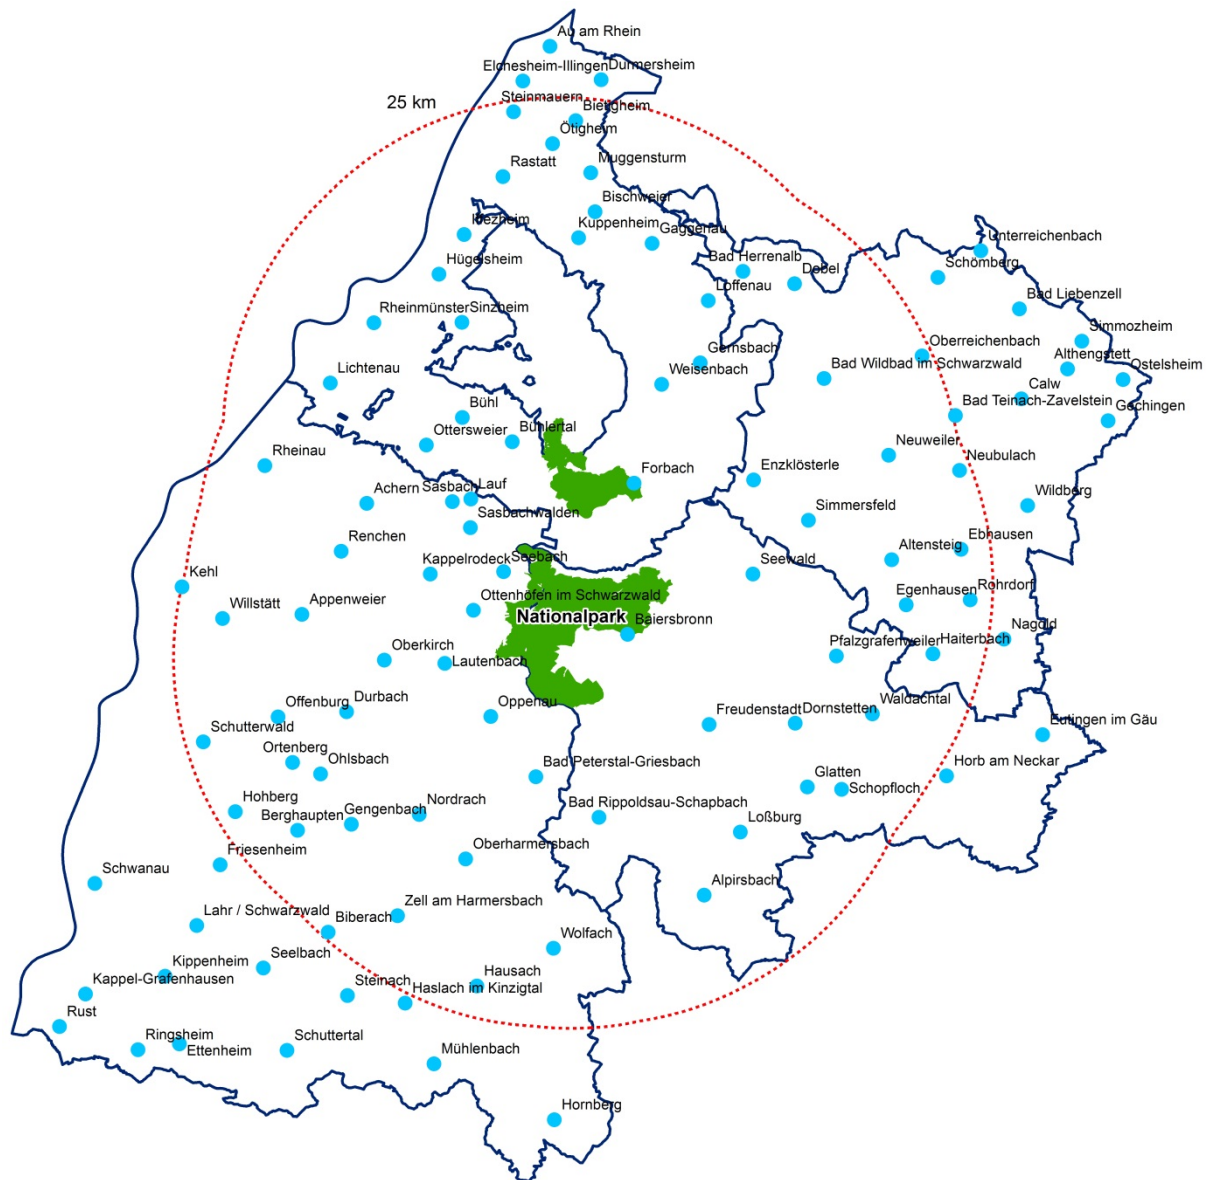 Au am Rhein
Elchesheim-Illingen
Durmersheim
25 km
Steinmauern
Bietigheim
Ötigheim
Rastatt
Muggensturm
Bischweier
Iffezheim
Kuppenheim
Gaggenau
Unterreichenbach
Bad Herrenalb
Hügelsheim
Dobel
Schömberg
Loffenau
Rheinmünster
Sinzheim
Bad Liebenzell
Simmozheim
Gernsbach
Oberreichenbach
Althengstett
Lichtenau
Weisenbach
Bad Wildbad im Schwarzwald
Ostelsheim
Calw
Bühl
Bad Teinach-Zavelstein
Gechingen
Ottersweier
Bühlertal
Rheinau
Neuweiler
Forbach
Enzklösterle
Neubulach
Achern
Sasbach
Lauf
Sasbachwalden
Simmersfeld
Wildberg
Renchen
Ebhausen
Kappelrodeck
Seebach
Seewald
Altensteig
Kehl
Willstätt
Appenweier
Ottenhöfen im Schwarzwald
Egenhausen
Rohrdorf
Nationalpark
Baiersbronn
Nagold
Oberkirch
Lautenbach
Pfalzgrafenweiler
Haiterbach
Offenburg
Durbach
Oppenau
Freudenstadt
Dornstetten
Waldachtal
Schutterwald
Eutingen im Gäu
Ortenberg
Ohlsbach
Bad Peterstal-Griesbach
Glatten
Schopfloch
Horb am Neckar
Hohberg
Berghaupten
Gengenbach
Nordrach
Bad Rippoldsau-Schapbach
Loßburg
Friesenheim
Oberharmersbach
Schwanau
Alpirsbach
Lahr / Schwarzwald
Biberach
Zell am Harmersbach
Wolfach
Kippenheim
Seelbach
Kappel-Grafenhausen
Steinach
Hausach
Haslach im Kinzigtal
Rust
Ringsheim
Ettenheim
Schuttertal
Mühlenbach
Hornberg